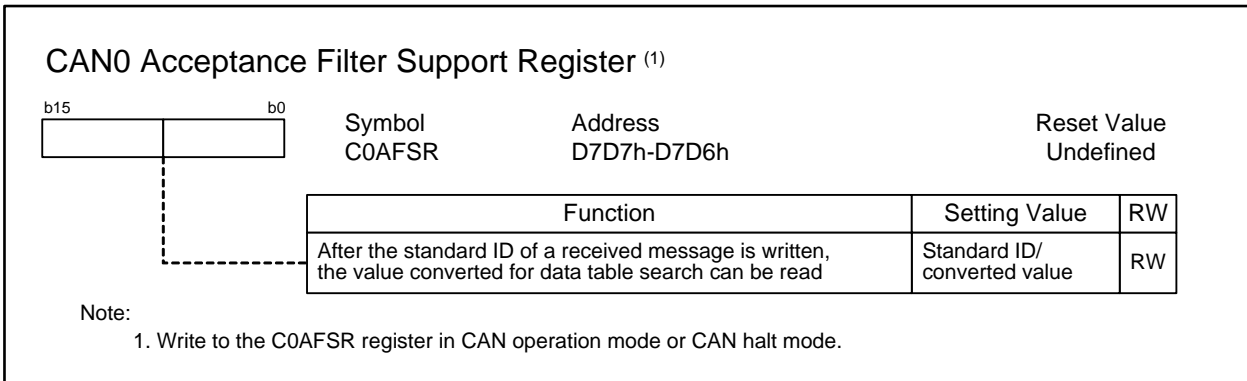 CAN0 Acceptance Filter Support Register (1)
b15 b0
Symbol Address Reset Value
C0AFSR D7D7h-D7D6h Undefined
Function Setting Value RW
After the standard ID of a received message is written,
the value converted for data table search can be read
Standard ID/
converted value
RW
Note:
1. Write to the C0AFSR register in CAN operation mode or CAN halt mode.